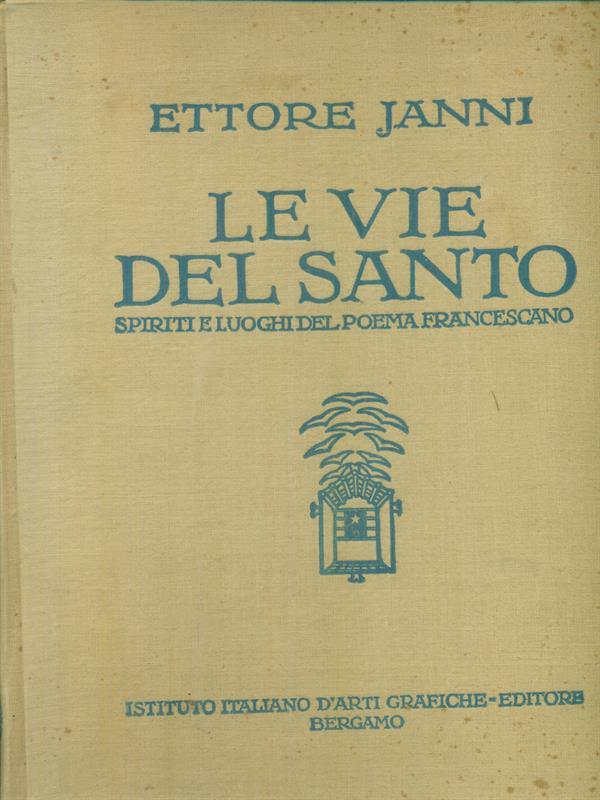 ETTORE JANNI
LE VIE
DEL SANTO
SPIRITI E LUOGHI DEL POEMA FRANCESCANO
ISTITUTO ITALIANO D'ARTI GRAFICHE-EDITORE
BERGAMO